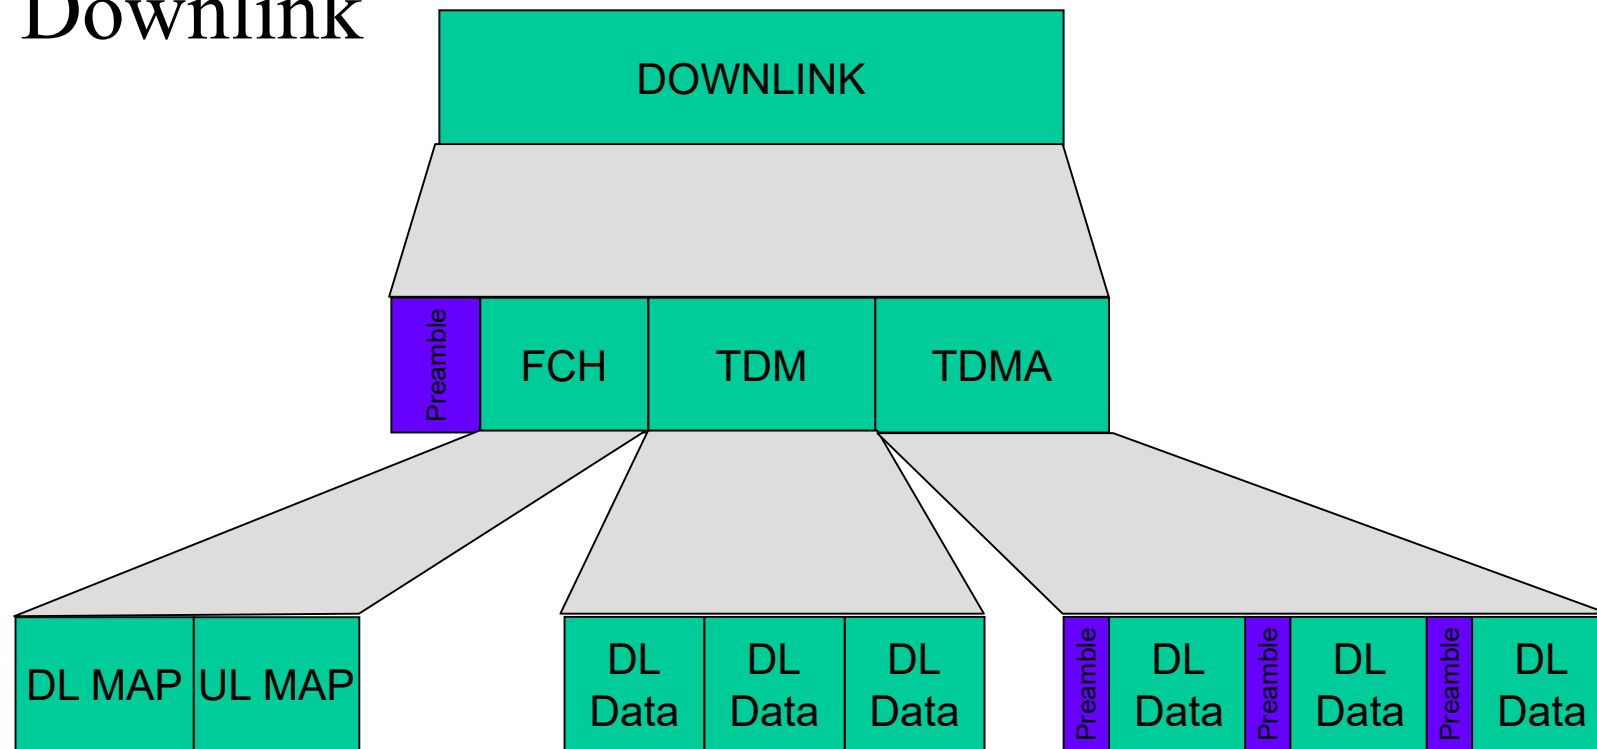 Downlink
DOWNLINK
Preamble
FCH
TDM
TDMA
DL MAP
UL MAP
DL
Data
DL
Data
DL
Data
Preamble
DL
Data
Preamble
DL
Data
Preamble
DL
Data